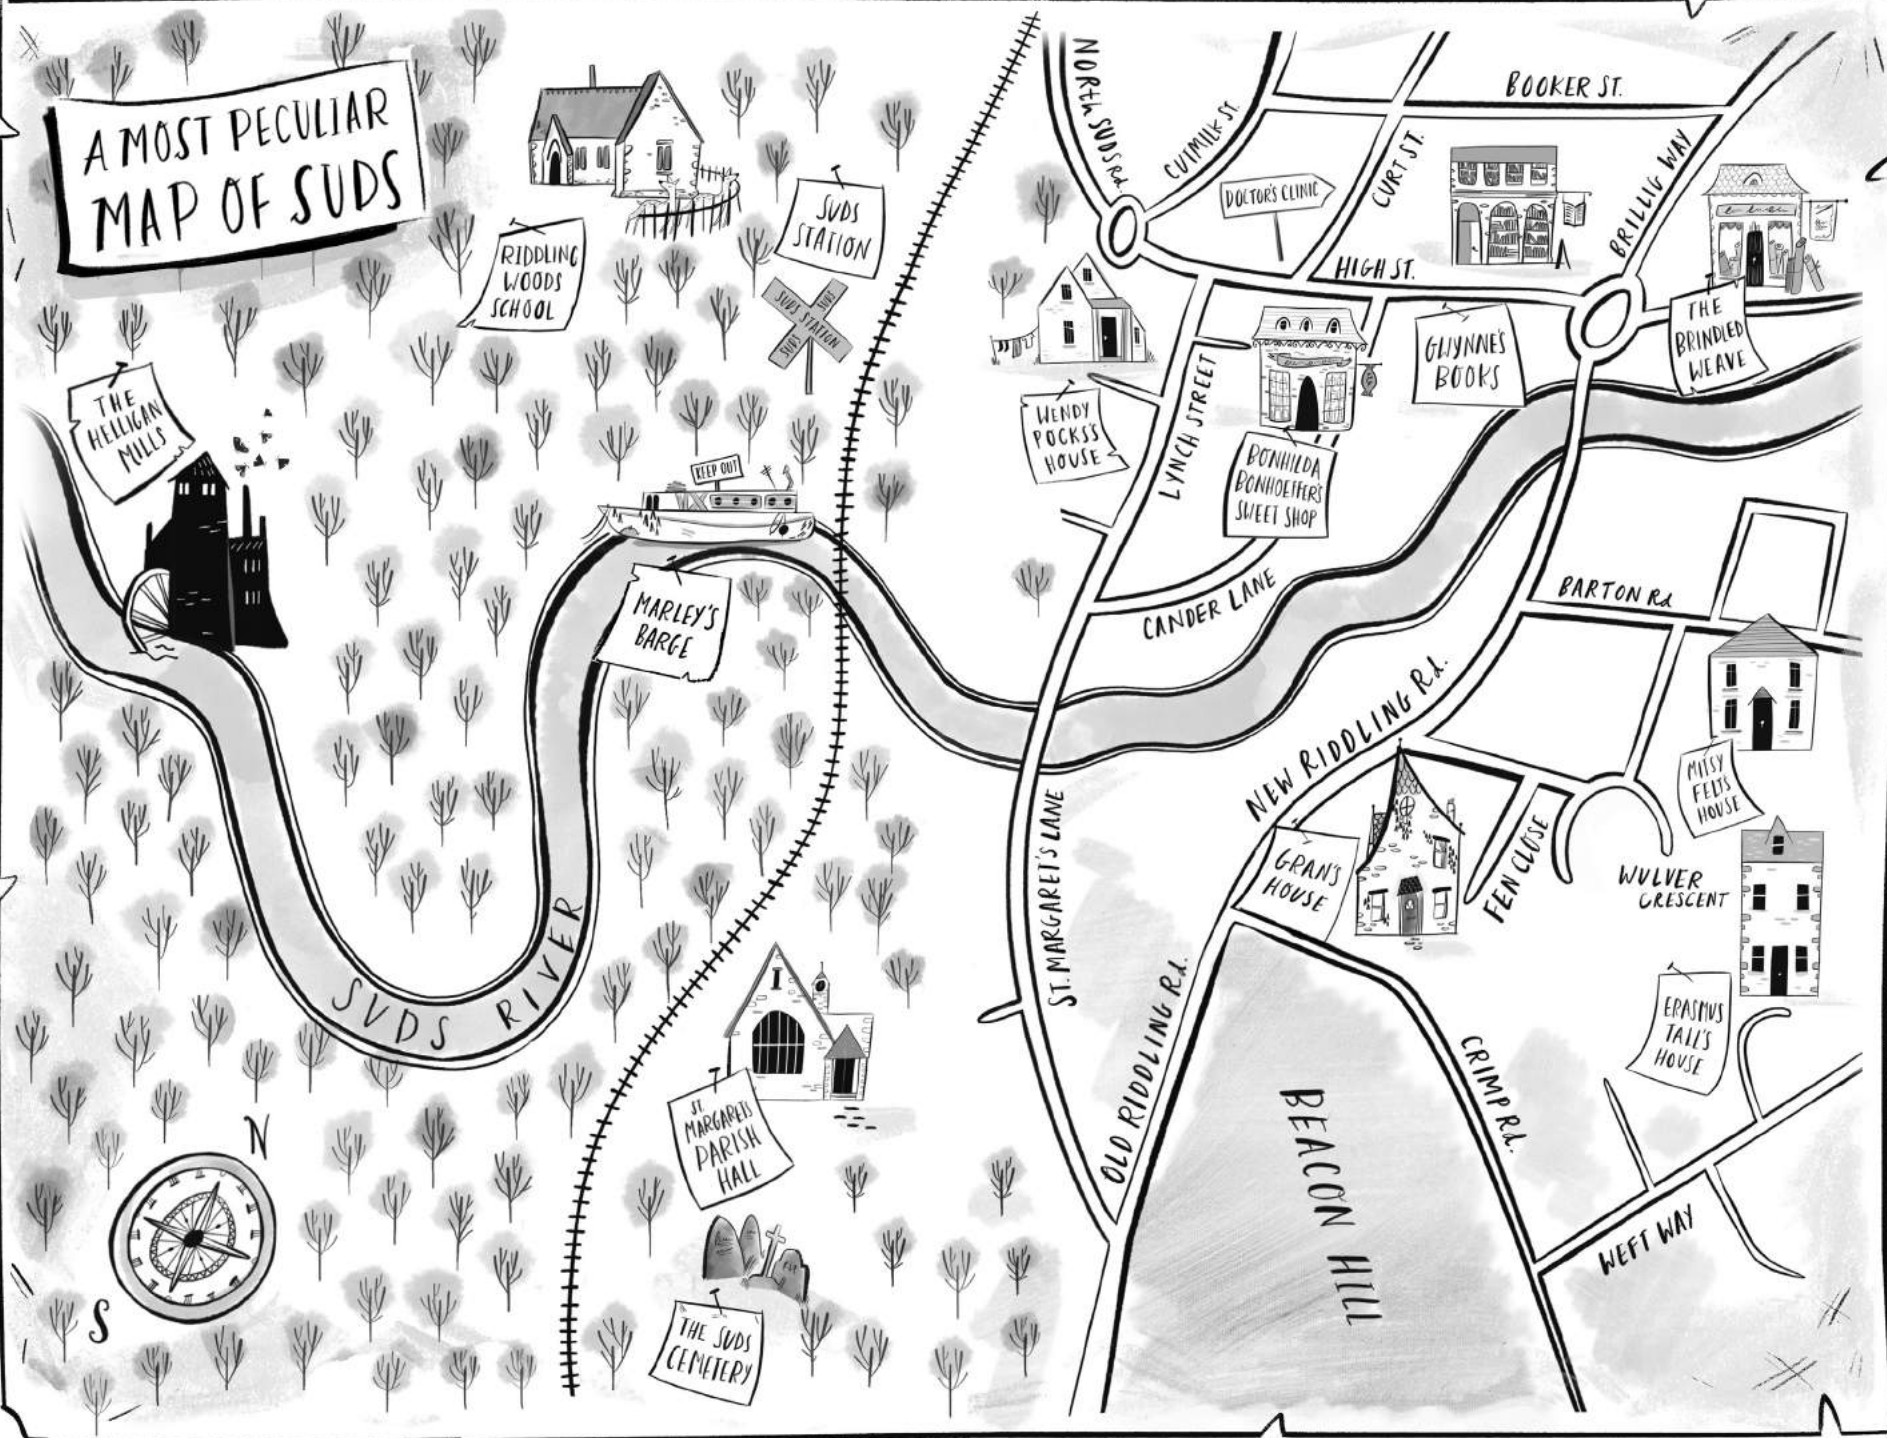 A MOST PECULIAR
MAP OF SUDS
RIDDLING
WOODS
SCHOOL
SUDS
STATION
SUDS STATION
SUDS
SUDS
THE
HELLIGAN
MILLS
KEEP OUT
MARLEY'S
BARGE
SUDS RIVER
N
S
ST.
MARGARETS
PARISH
HALL
THE SUDS
CEMETERY
NORTH SUDS Rd.
CUTMILK ST.
BOOKER ST.
DOCTOR'S CLINIC
CURT ST.
BRILLIG WAY
HIGH ST.
WENDY
POCKS'S
HOUSE
LYNCH STREET
BONHILDA
BONHOEFFER'S
SWEET SHOP
GWYNNE'S
BOOKS
THE
BRINDLED
WEAVE
CANDER LANE
BARTON Rd
NEW RIDDLING Rd.
MITSY
FELT'S
HOUSE
GRAN'S
HOUSE
FEN CLOSE
WULVER
CRESCENT
ST. MARGARET'S LANE
OLD RIDDLING Rd.
ERASMUS
TALL'S
HOUSE
CRIMP Rd.
BEACON HILL
WEFT WAY